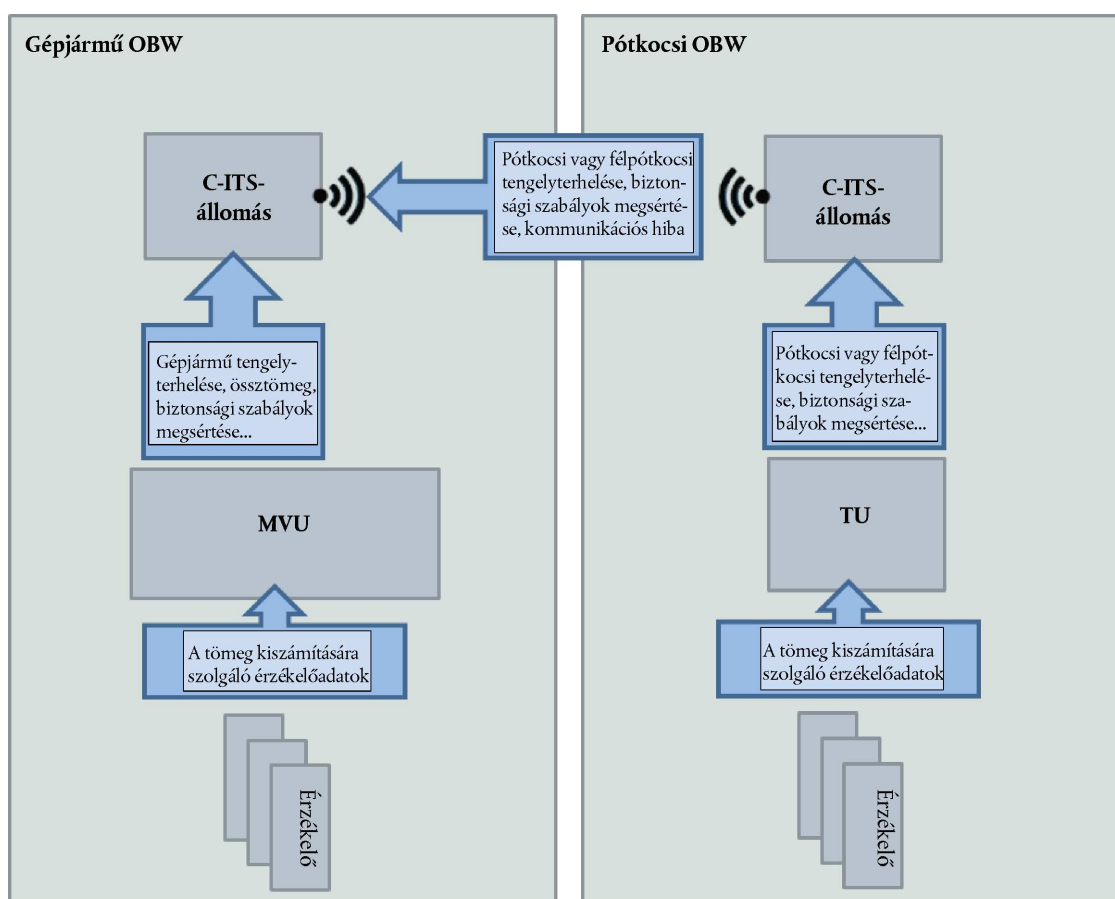 Gépjármű OBW
C-ITS-
állomás
Gépjármű tengely-
terhelése, össztömeg,
biztonsági szabályok
megsértése...
MVU
A tömeg kiszámítására
szolgáló érzékelőadatok
Érzékelő
Pótkocsi vagy félpótkocsi
tengelyterhelése, bizton-
sági szabályok megsérté-
se, kommunikációs hiba
Pótkocsi OBW
C-ITS-
állomás
Pótkocsi vagy félpót-
kocsi tengelyterhelé-
se, biztonsági sza-
bályok megsértése...
TU
A tömeg kiszámítására
szolgáló érzékelőadatok
Érzékelő